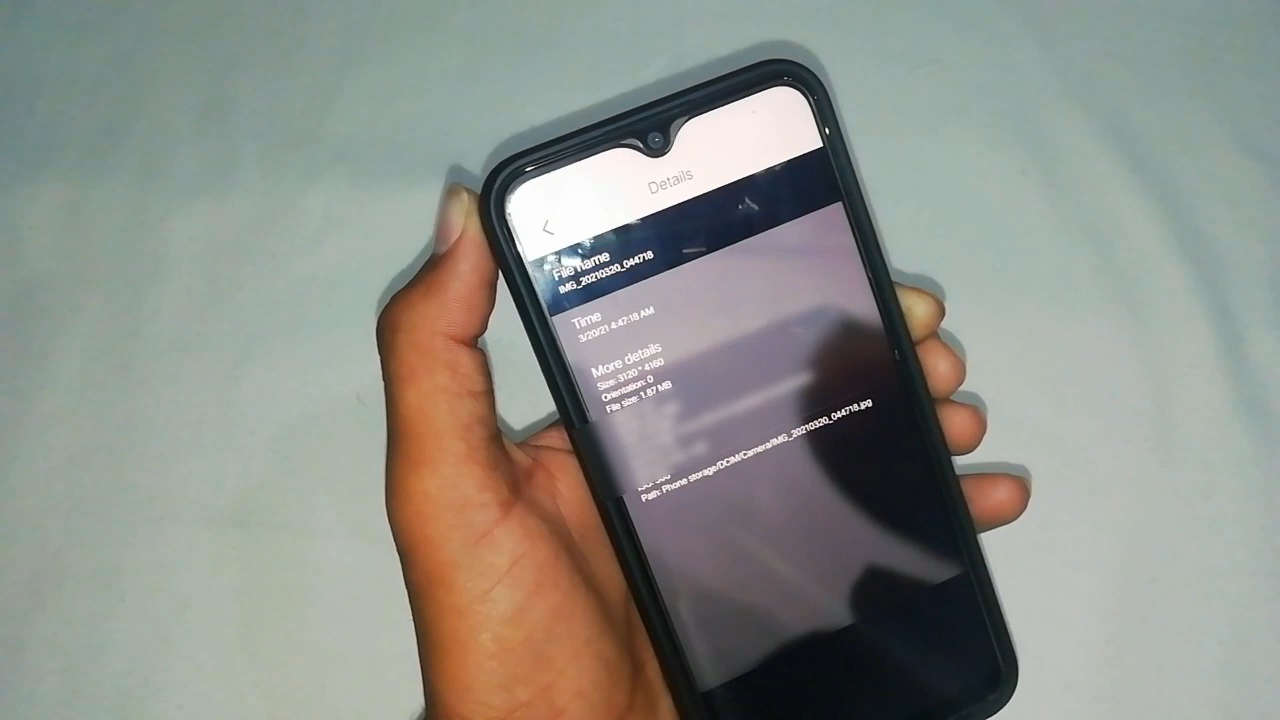 Details
File name
IMG_20210320_044718
Time
3/20/21 4:47:18 AM
More details
Size: 3120 * 4160
Orientation: 0
File size: 1.87 MB
Path: Phone storage/DCIM/Camera/IMG_20210320_044718.jpg